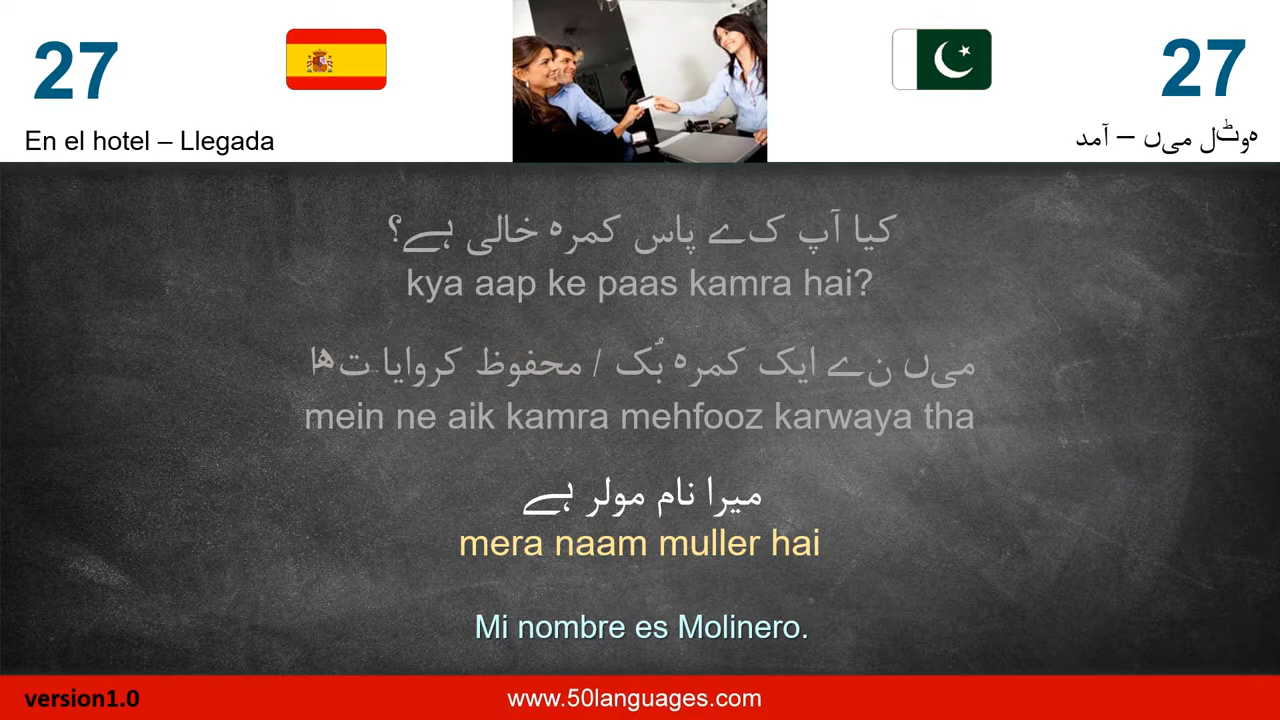 27
27
En el hotel – Llegada
ہوٹل میں – آمد
کیا آپ کے پاس کمرہ خالی ہے؟
kya aap ke paas kamra hai?
میں نے ایک کمرہ بُک / محفوظ کروایا تھا
mein ne aik kamra mehfooz karwaya tha
میرا نام مولر ہے
mera naam muller hai
Mi nombre es Molinero.
version1.0
www.50languages.com